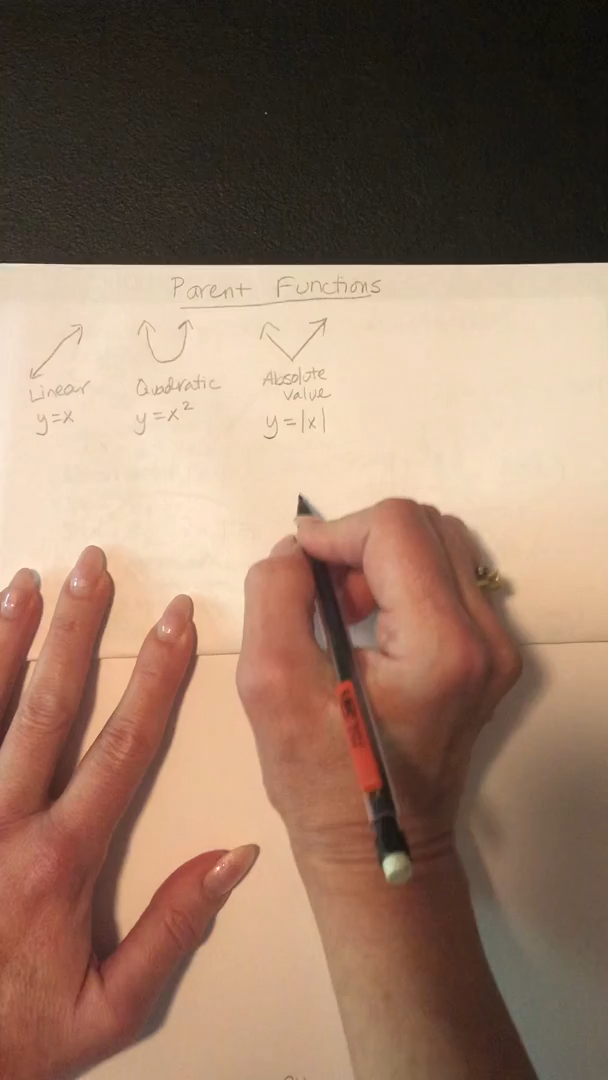 Parent Functions
Linear
y=x
Quadratic
y=x²
Absolute
Value
y=|x|